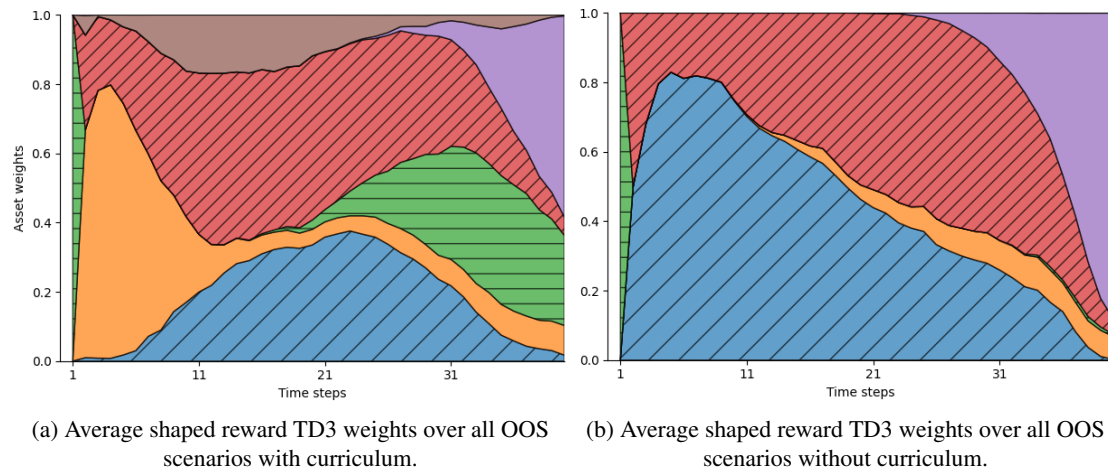 1.0
0.8
0.6
0.4
0.2
0.0
Asset weights
1
11
21
31
Time steps
(a) Average shaped reward TD3 weights over all OOS
scenarios with curriculum.
1.0
0.8
0.6
0.4
0.2
0.0
1
11
21
31
Time steps
(b) Average shaped reward TD3 weights over all OOS
scenarios without curriculum.